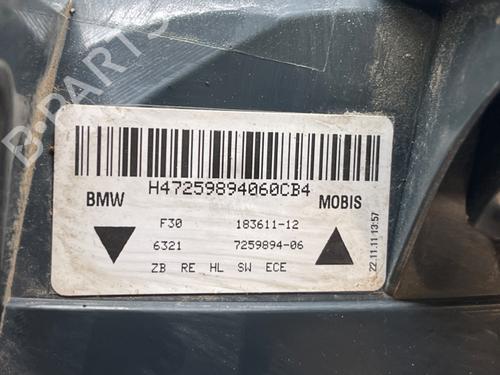 B-PARTS
H47259894060CB4
BMW MOBIS
F30 183611-12
6321 7259894-06
ZB RE HL SW ECE
22.11.11 13:57